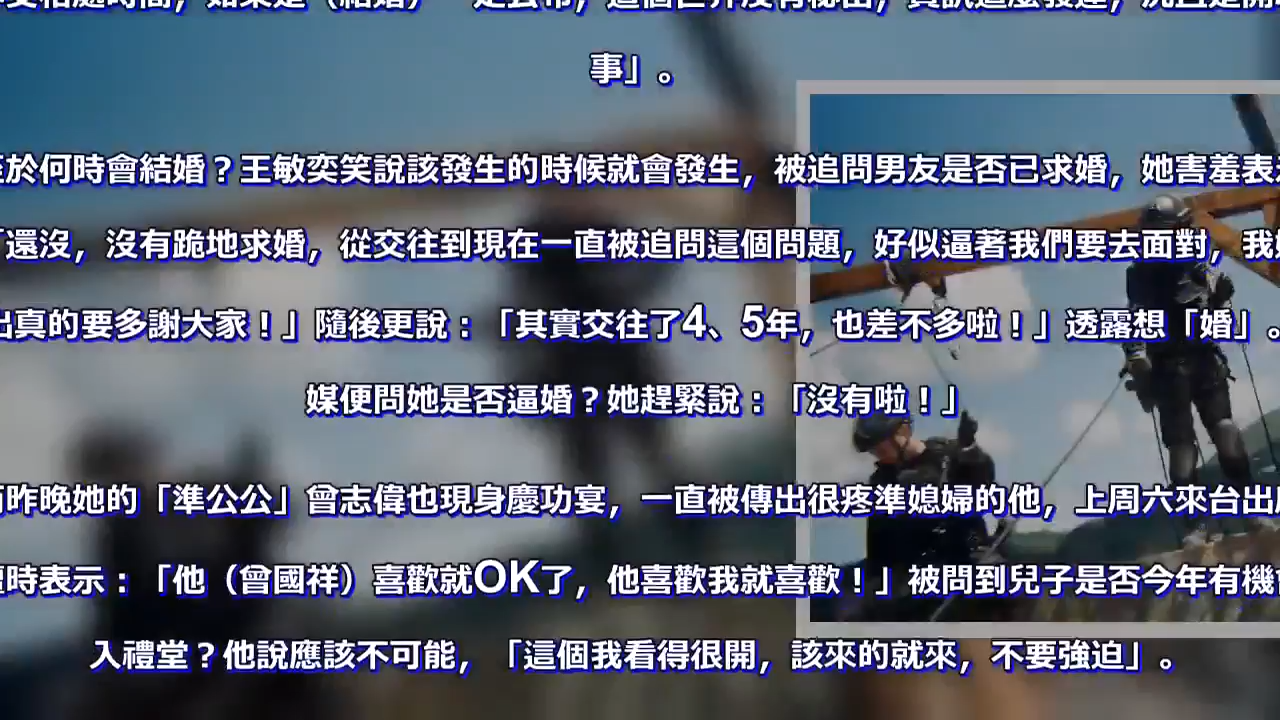 事」。
於何時會結婚？王敏奕笑說該發生的時候就會發生，被追問男友是否已求婚，她害羞表
「還沒，沒有跪地求婚，從交往到現在一直被追問這個問題，好似逼著我們要去面對，我
出真的要多謝大家！」隨後更說：「其實交往了4、5年，也差不多啦！」透露想「婚」。
媒便問她是否逼婚？她趕緊說：「沒有啦！」
昨晚她的「準公公」曾志偉也現身慶功宴，一直被傳出很疼準媳婦的他，上周六來台出
時表示：「他（曾國祥）喜歡就OK了，他喜歡我就喜歡！」被問到兒子是否今年有機
入禮堂？他說應該不可能，「這個我看得很開，該來的就來，不要強迫」。